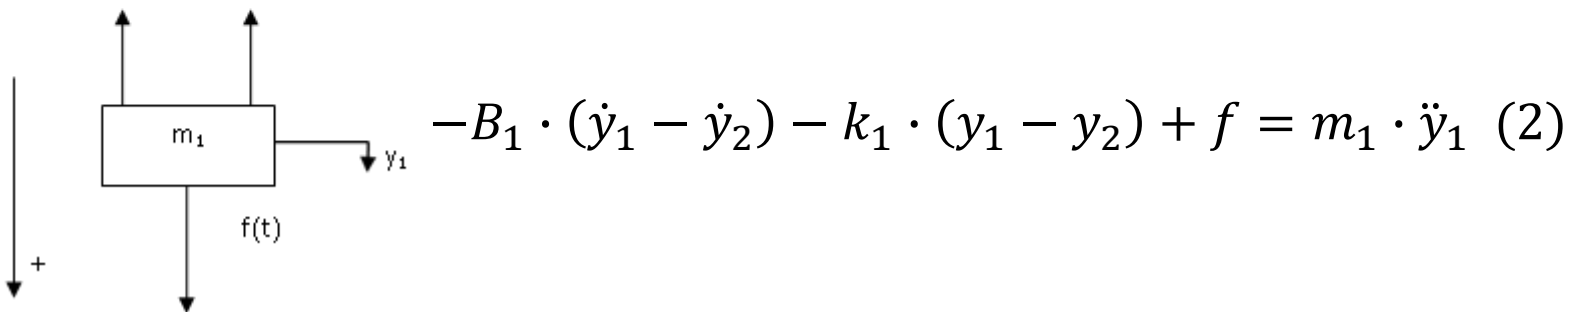 m₁
−B₁ · (ẏ₁ − ẏ₂) − k₁ · (y₁ − y₂) + f = m₁ · ÿ₁ (2)
y₁
f(t)
+